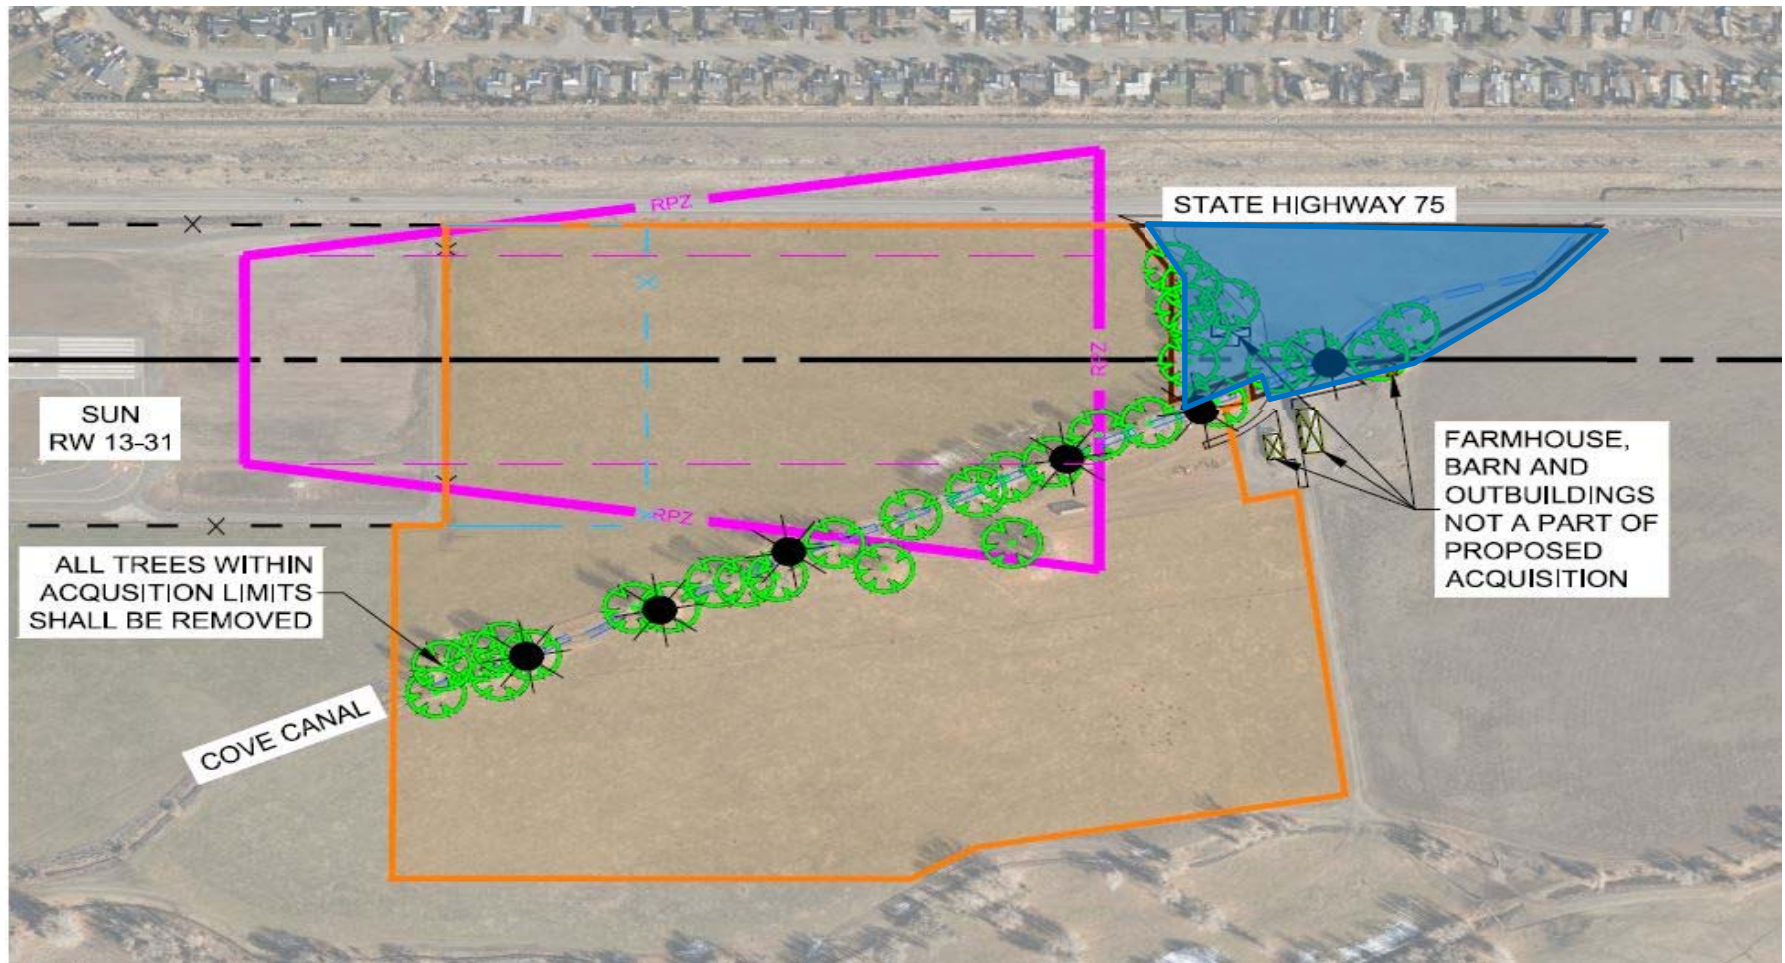 RPZ
STATE HIGHWAY 75
RPZ
SUN
RW 13-31
FARMHOUSE,
BARN AND
OUTBUILDINGS
NOT A PART OF
PROPOSED
ACQUISITION
RPZ
ALL TREES WITHIN
ACQUSITION LIMITS
SHALL BE REMOVED
COVE CANAL